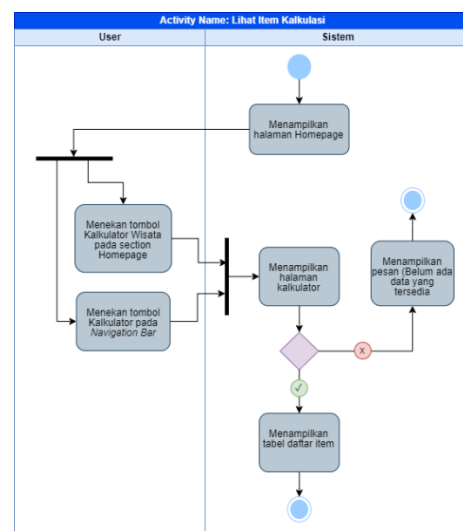 Activity Name: Lihat Item Kalkulasi
User
Sistem
Menampilkan
halaman Homepage
Menekan tombol
Kalkulator Wisata
pada section
Homepage
Menekan tombol
Kalkulator pada
Navigation Bar
Menampilkan
halaman
kalkulator
Menampilkan
pesan (Belum ada
data yang
tersedia
X
✓
Menampilkan
tabel daftar item